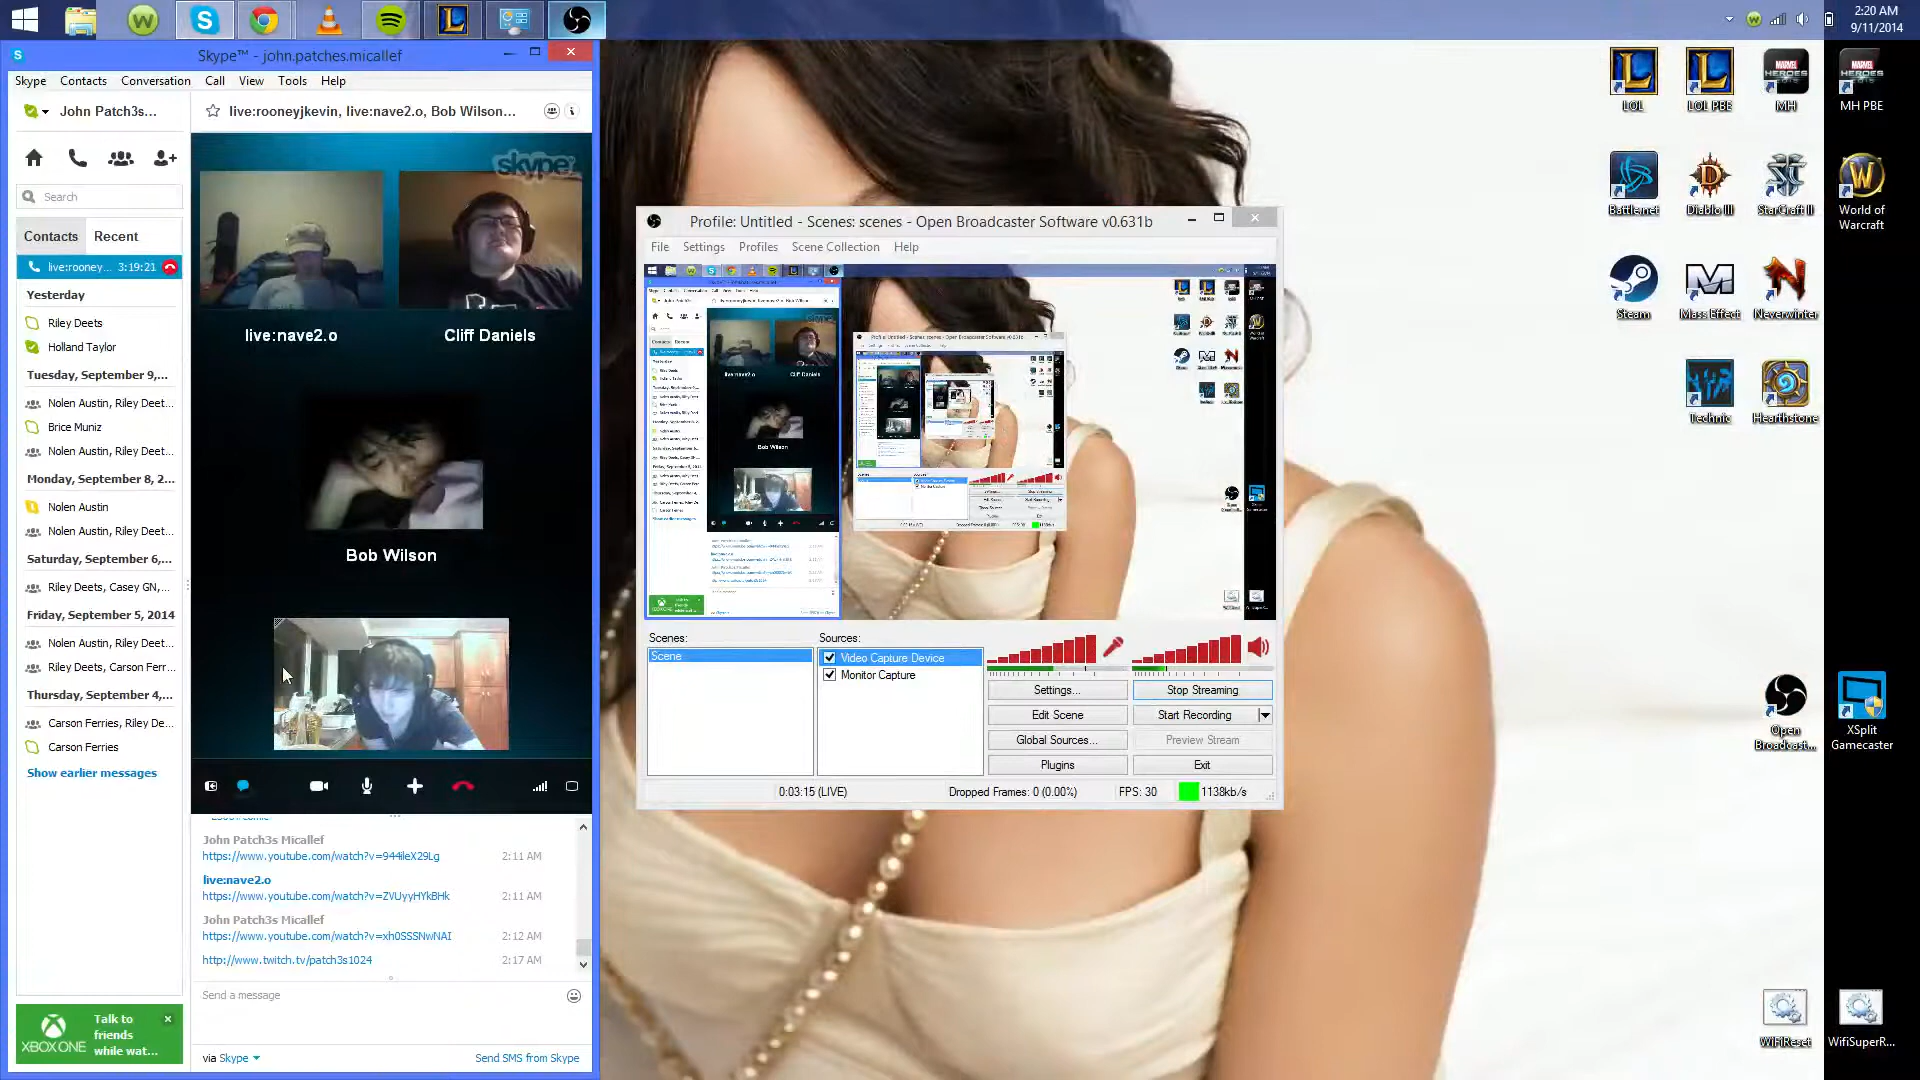 2:20 AM
9/11/2014
Skype™ - john.patches.micallef
Skype Contacts Conversation Call View Tools Help
John Patch3s...
live:rooneyjkevin, live:nave2.o, Bob Wilson...
Search
Contacts Recent
live:rooney... 3:19:21
Yesterday
Riley Deets
Holland Taylor
Tuesday, September 9,...
Nolen Austin, Riley Deet...
Brice Muniz
Nolen Austin, Riley Deet...
Monday, September 8, 2...
Nolen Austin
Nolen Austin, Riley Deet...
Saturday, September 6,...
Riley Deets, Casey GN,...
Friday, September 5, 2014
Nolen Austin, Riley Deet...
Riley Deets, Carson Ferr...
Thursday, September 4,...
Carson Ferries, Riley De...
Carson Ferries
Show earlier messages
XBOX ONE
Talk to
friends
while wat...
skype
live:nave2.o
Cliff Daniels
Bob Wilson
John Patch3s Micallef
https://www.youtube.com/watch?v=944ileX29Lg 2:11 AM
live:nave2.o
https://www.youtube.com/watch?v=ZVUyyHYkBHk 2:11 AM
John Patch3s Micallef
https://www.youtube.com/watch?v=xh0SSSNwNAI 2:12 AM
http://www.twitch.tv/patch3s1024 2:17 AM
Send a message
via Skype
Send SMS from Skype
Profile: Untitled - Scenes: scenes - Open Broadcaster Software v0.631b
File Settings Profiles Scene Collection Help
Scenes:
Scene
Sources:
Video Capture Device
Monitor Capture
Settings...
Stop Streaming
Edit Scene
Start Recording
Global Sources...
Preview Stream
Plugins
Exit
0:03:15 (LIVE)
Dropped Frames: 0 (0.00%)
FPS: 30
1138kb/s
LOL
LOL PBE
MH
MH PBE
Battle.net
Diablo III
StarCraft II
World of
Warcraft
Steam
Mass Effect
Neverwinter
Technic
Hearthstone
Open
Broadcast...
XSplit
Gamecaster
WiFiReset
WifiSuperR...